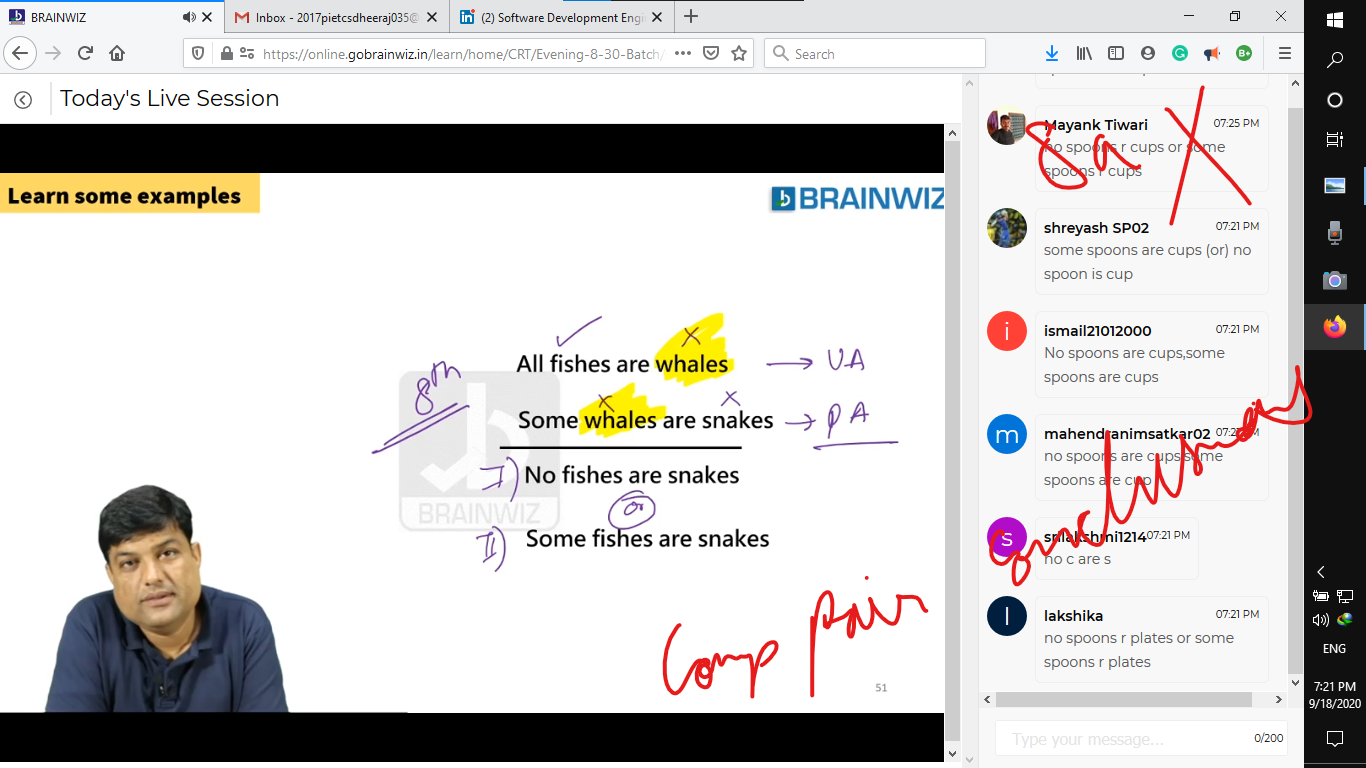 BRAINWIZ
Inbox - 2017pietcsdheeraj035@
(2) Software Development Engi
https://online.gobrainwiz.in/learn/home/CRT/Evening-8-30-Batch/
Search
Today's Live Session
Learn some examples
BRAINWIZ
8th
All fishes are whales → UA
Some whales are snakes → PA
I) No fishes are snakes
or
II) Some fishes are snakes
BRAINWIZ
Comp pair
51
Mayank Tiwari 07:25 PM
no spoons r cups or some
spoons r cups
shreyash SP02 07:21 PM
some spoons are cups (or) no
spoon is cup
ismail21012000 07:21 PM
No spoons are cups,some
spoons are cups
mahendranimsatkar02
no spoons are cups some
spoons are cup
srilakshmi1214 07:21 PM
no c are s
lakshika 07:21 PM
no spoons r plates or some
spoons r plates
Type your message...
0/200
ENG
7:21 PM
9/18/2020